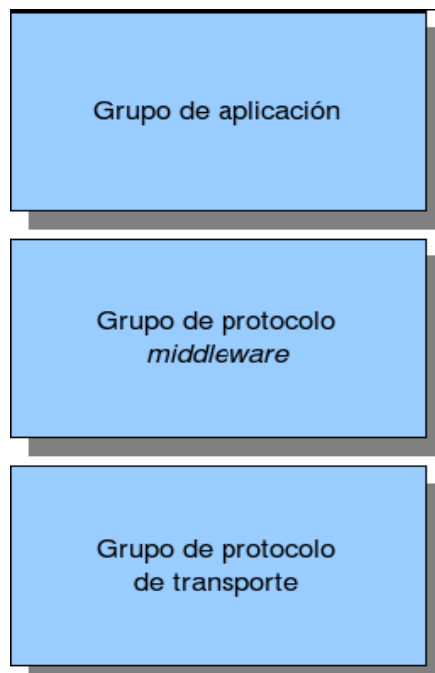 Grupo de aplicación
Grupo de protocolo
middleware
Grupo de protocolo
de transporte